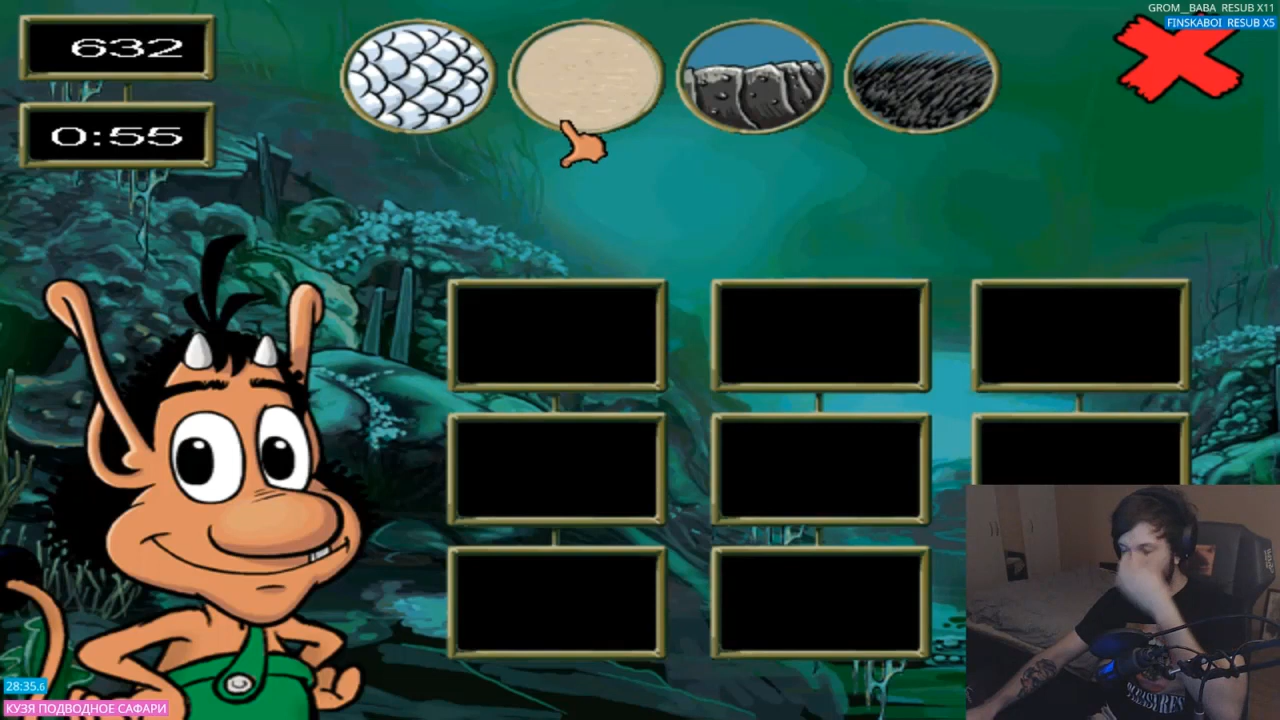 GROM__BABA RESUB X11
FINSKABOI RESUB X5
632
0:55
28:35.6
КУЗЯ ПОДВОДНОЕ САФАРИ